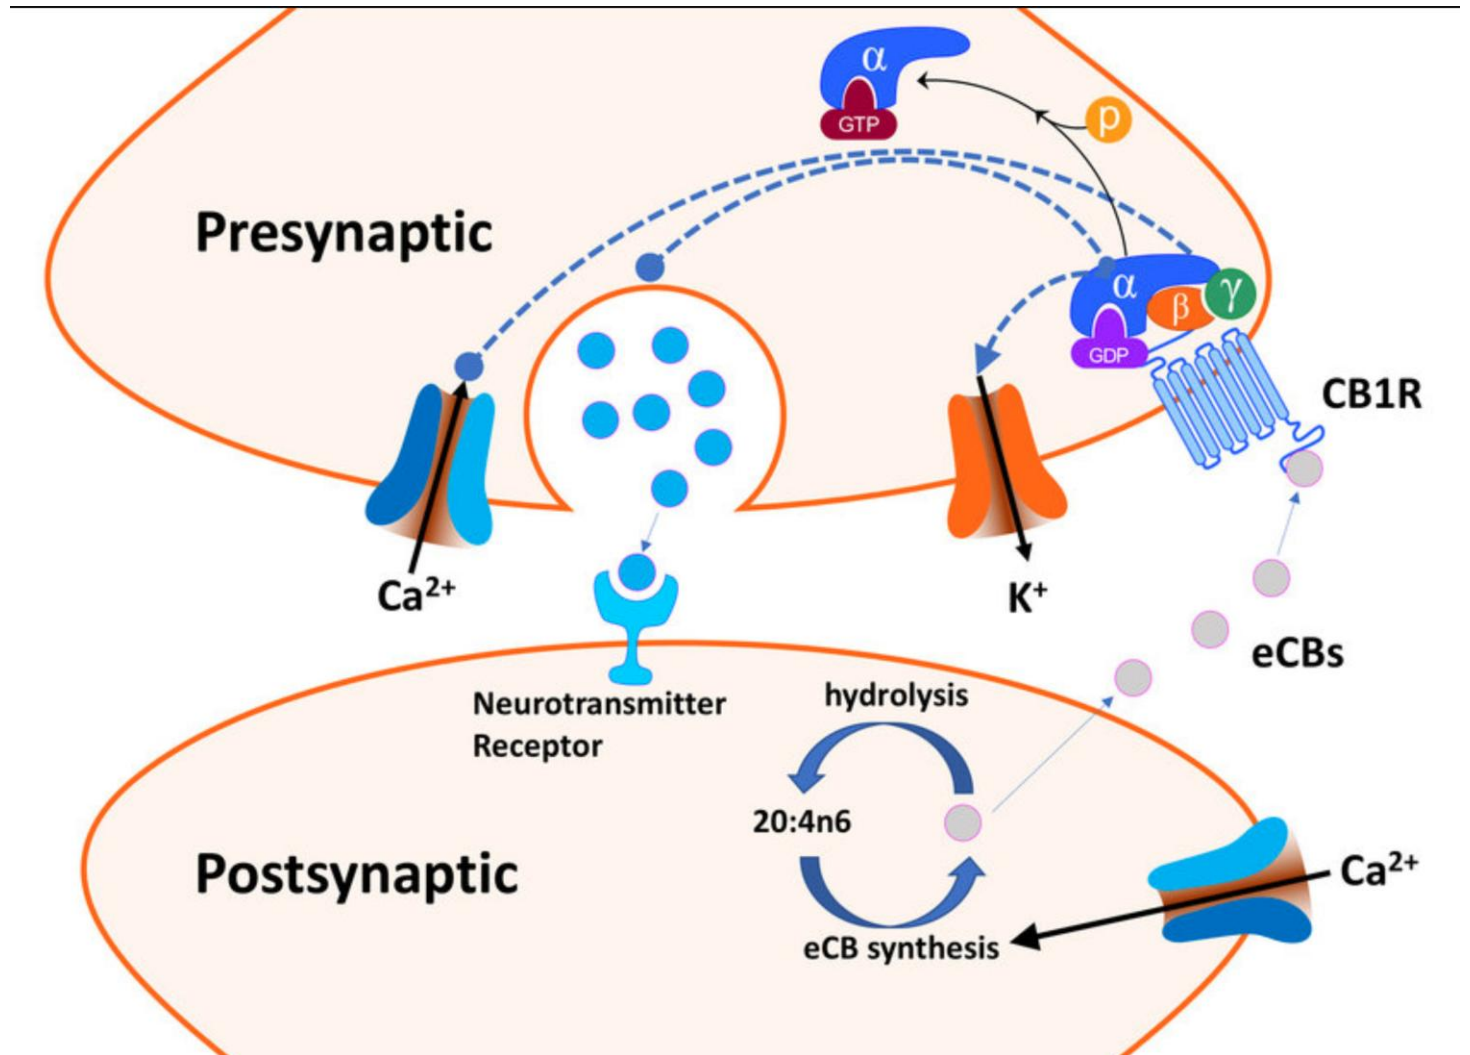 α
GTP
p
Presynaptic
α
β
γ
GDP
CB1R
Ca²⁺
K⁺
eCBs
Neurotransmitter
Receptor
hydrolysis
20:4n6
Postsynaptic
Ca²⁺
eCB synthesis